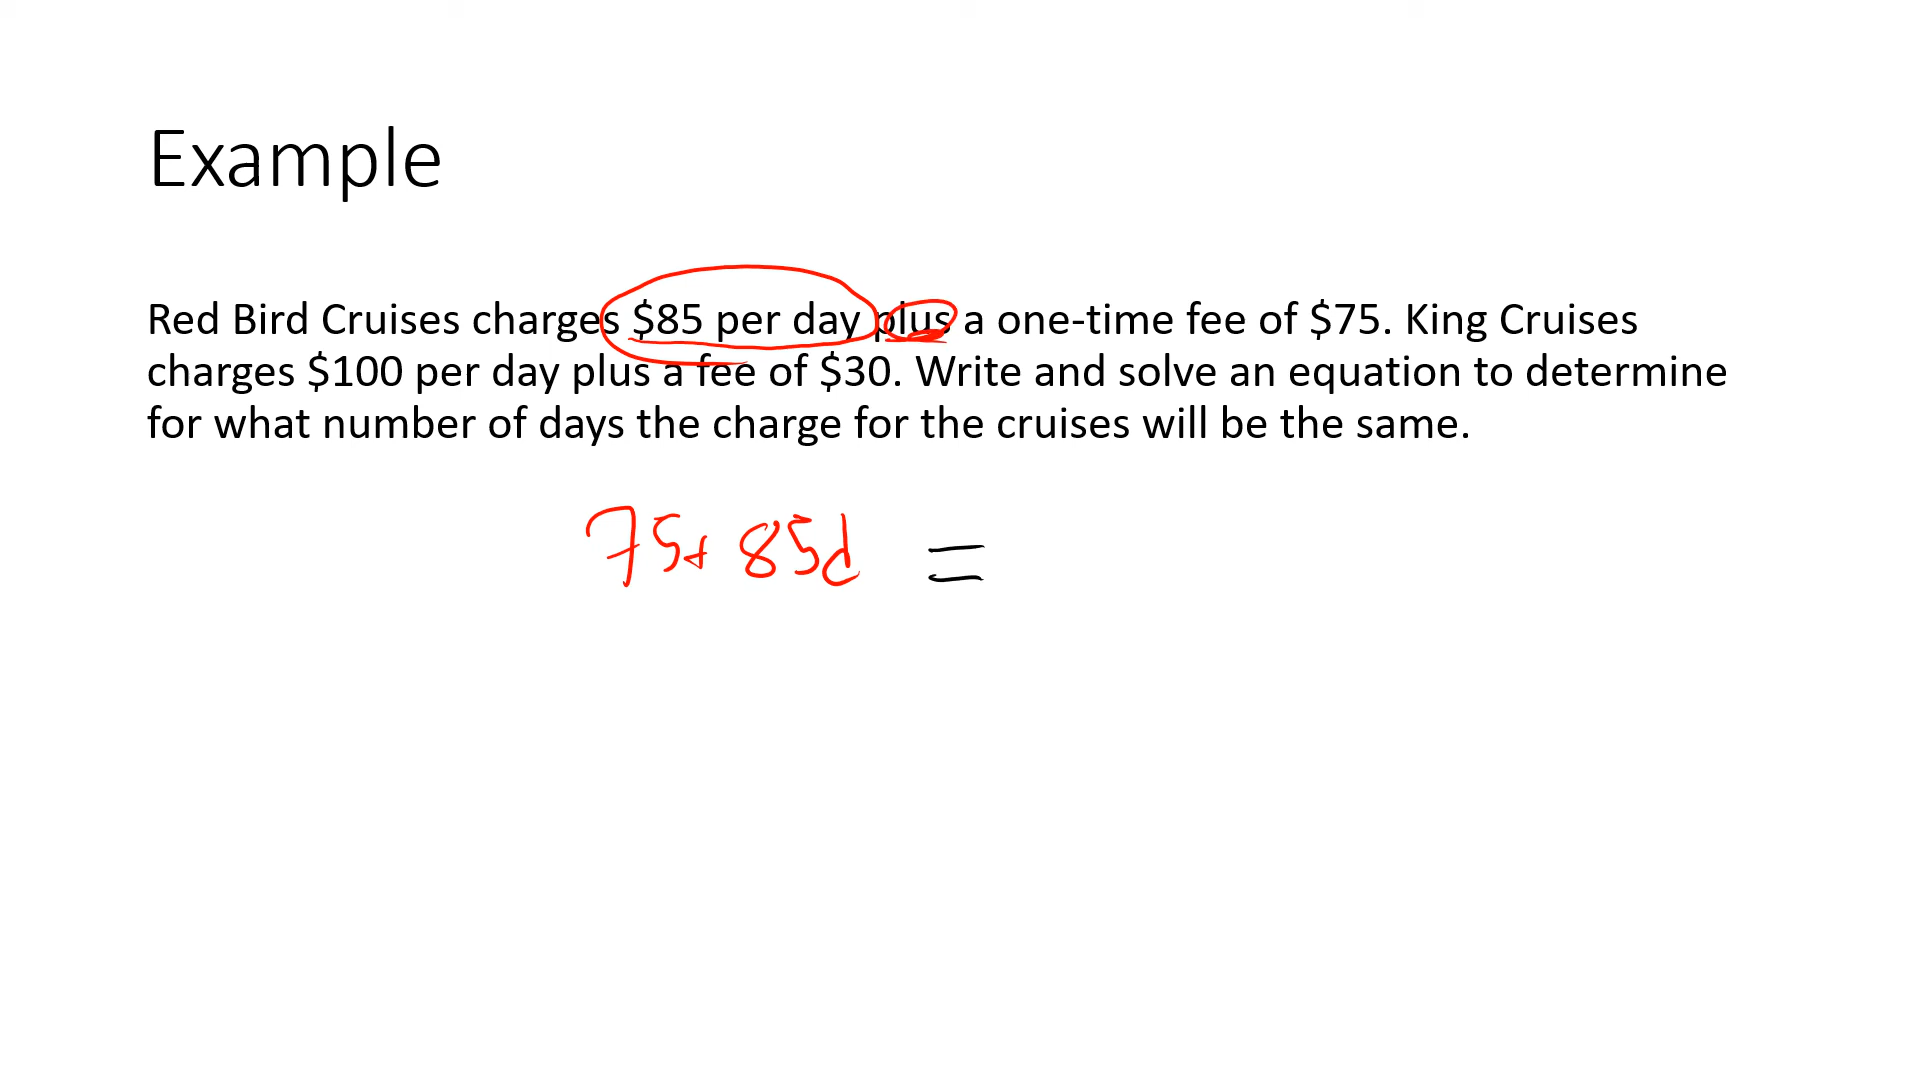 Example
Red Bird Cruises charges $85 per day plus a one-time fee of $75. King Cruises
charges $100 per day plus a fee of $30. Write and solve an equation to determine
for what number of days the charge for the cruises will be the same.
75+ 85d =